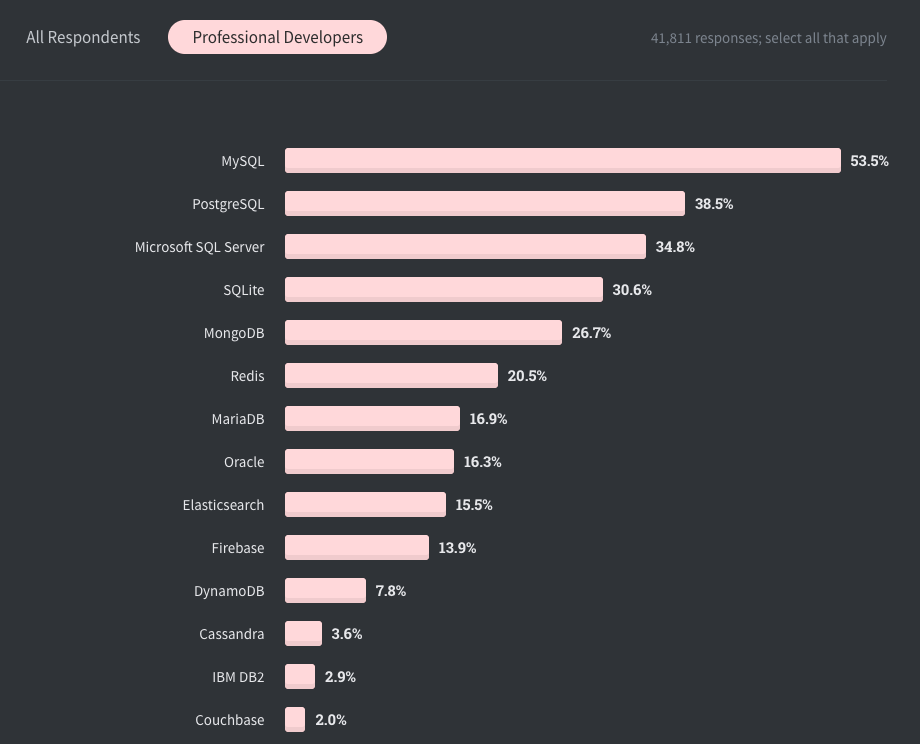 All Respondents Professional Developers 41,811 responses; select all that apply
MySQL 53.5%
PostgreSQL 38.5%
Microsoft SQL Server 34.8%
SQLite 30.6%
MongoDB 26.7%
Redis 20.5%
MariaDB 16.9%
Oracle 16.3%
Elasticsearch 15.5%
Firebase 13.9%
DynamoDB 7.8%
Cassandra 3.6%
IBM DB2 2.9%
Couchbase 2.0%